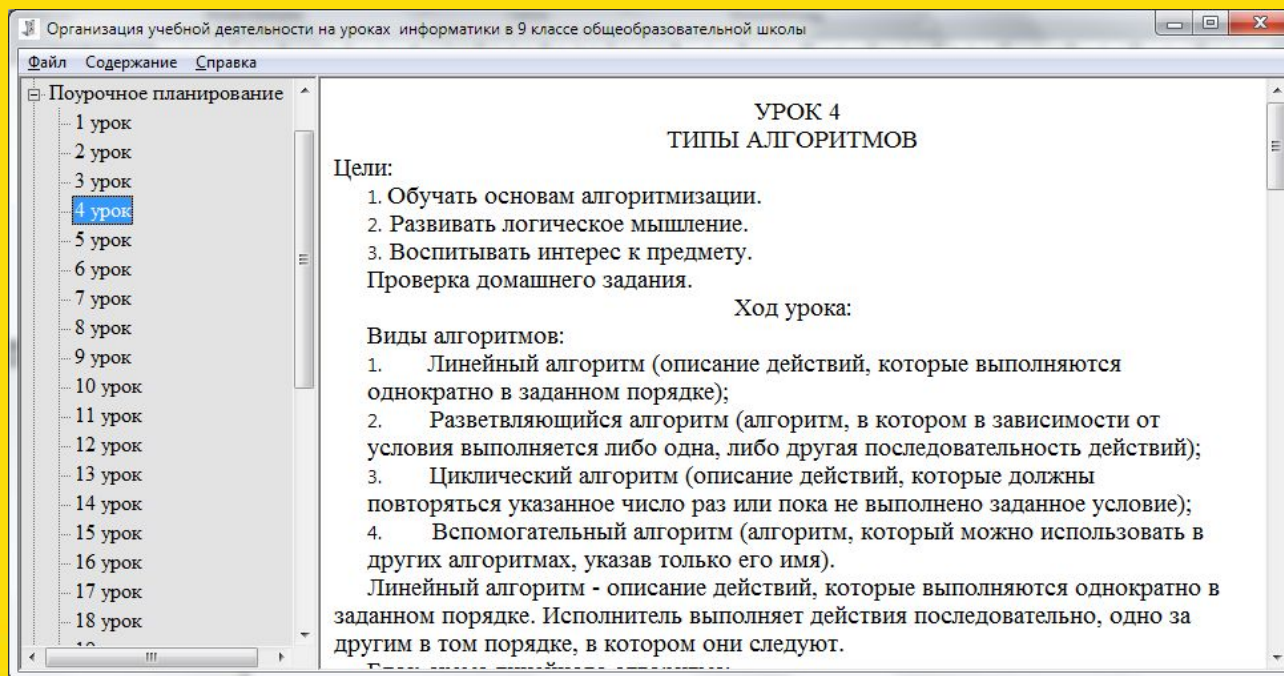 Организация учебной деятельности на уроках информатики в 9 классе общеобразовательной школы
Файл Содержание Справка
Поурочное планирование
1 урок
2 урок
3 урок
4 урок
5 урок
6 урок
7 урок
8 урок
9 урок
10 урок
11 урок
12 урок
13 урок
14 урок
15 урок
16 урок
17 урок
18 урок
УРОК 4
ТИПЫ АЛГОРИТМОВ
Цели:
1. Обучать основам алгоритмизации.
2. Развивать логическое мышление.
3. Воспитывать интерес к предмету.
Проверка домашнего задания.
Ход урока:
Виды алгоритмов:
1. Линейный алгоритм (описание действий, которые выполняются
однократно в заданном порядке);
2. Разветвляющийся алгоритм (алгоритм, в котором в зависимости от
условия выполняется либо одна, либо другая последовательность действий);
3. Циклический алгоритм (описание действий, которые должны
повторяться указанное число раз или пока не выполнено заданное условие);
4. Вспомогательный алгоритм (алгоритм, который можно использовать в
других алгоритмах, указав только его имя).
Линейный алгоритм - описание действий, которые выполняются однократно в
заданном порядке. Исполнитель выполняет действия последовательно, одно за
другим в том порядке, в котором они следуют.